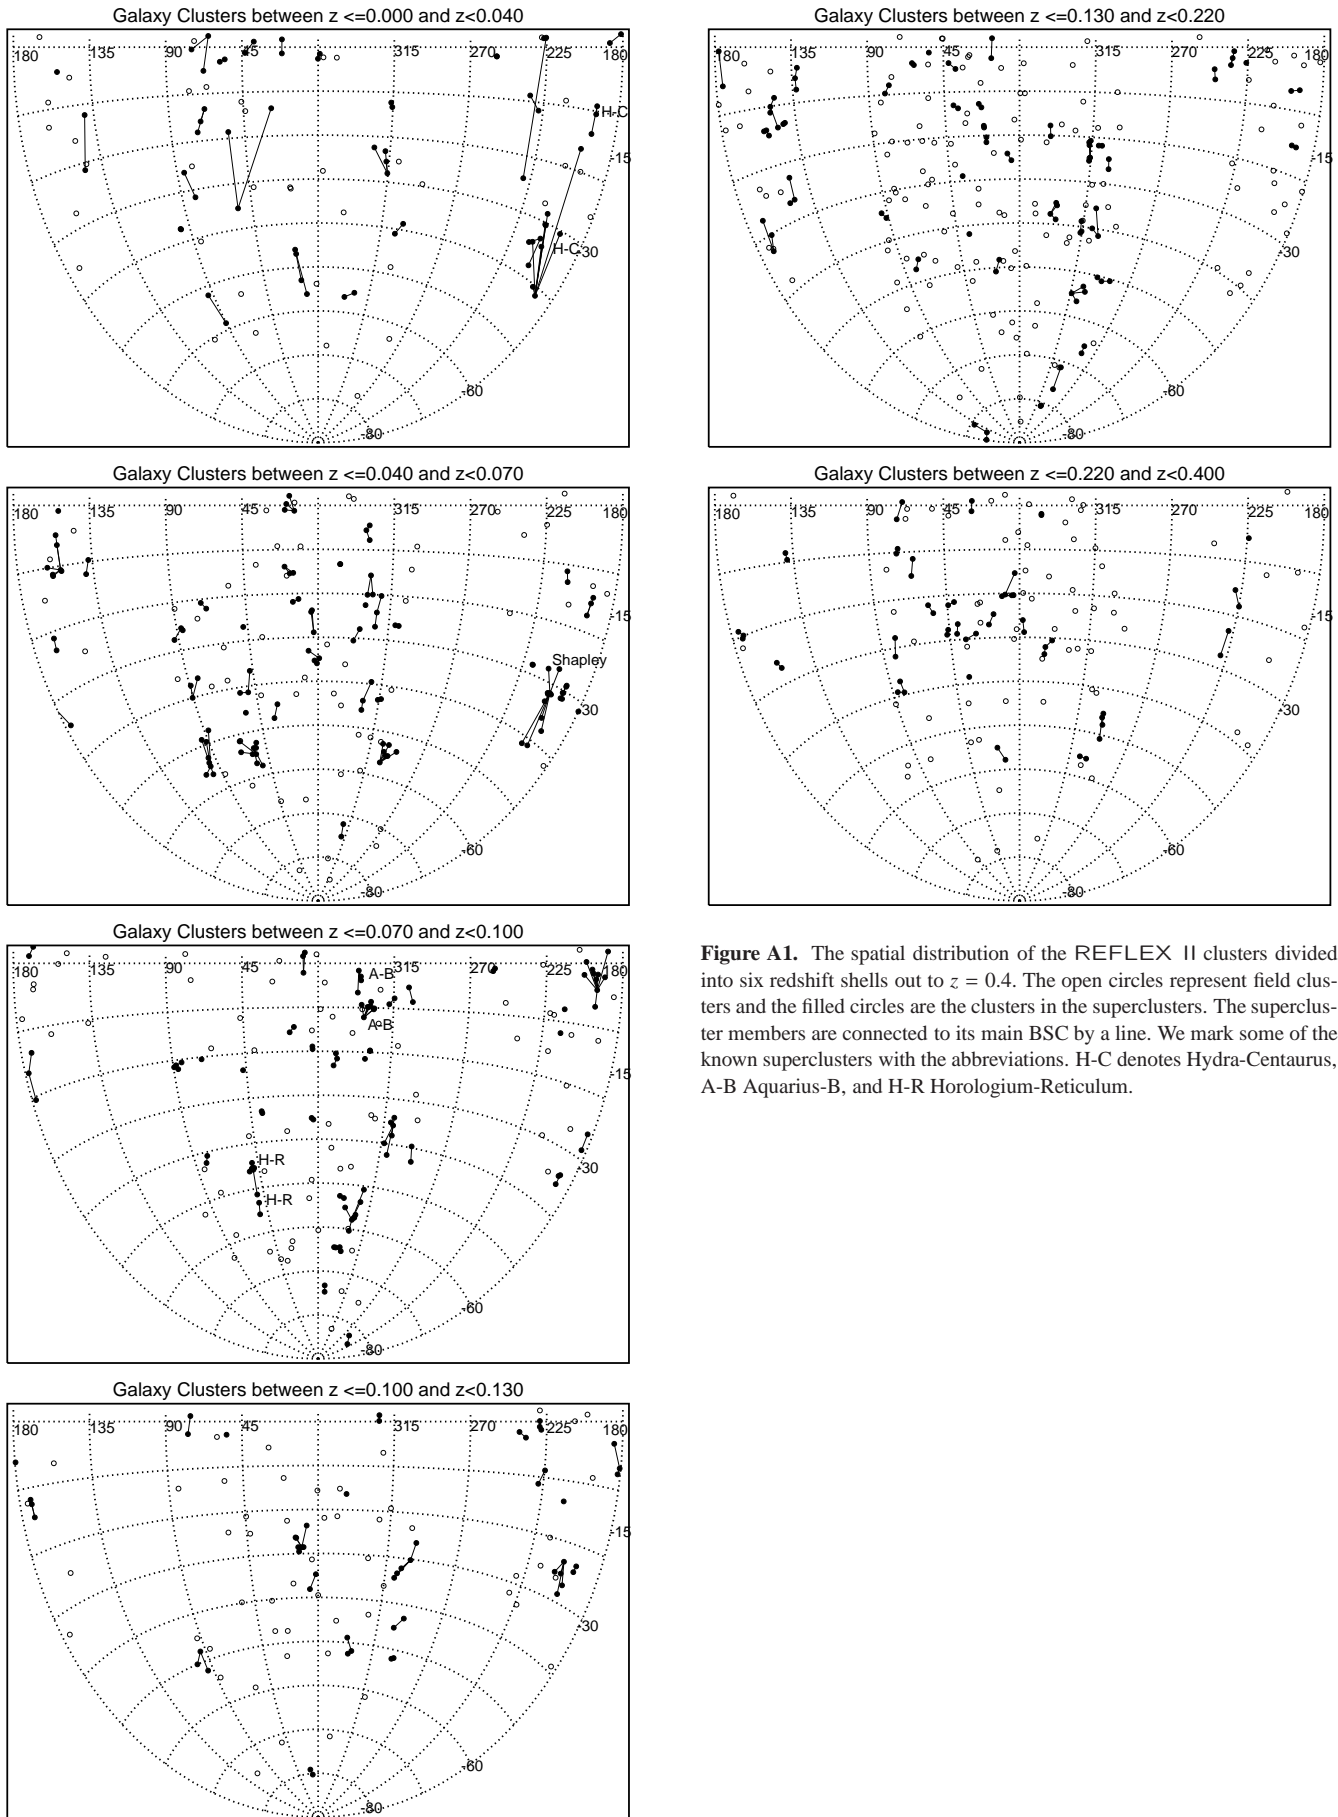 Galaxy Clusters between z <=0.000 and z<0.040
180 135 90 45 315 270 225 180
H-C
-15
H-C
-30
-60
-80
Galaxy Clusters between z <=0.040 and z<0.070
180 135 90 45 315 270 225 180
-15
Shapley
-30
-60
-80
Galaxy Clusters between z <=0.070 and z<0.100
180 135 90 45 315 270 225 180
A-B
A-B
-15
H-R
-30
H-R
-60
-80
Galaxy Clusters between z <=0.100 and z<0.130
180 135 90 45 315 270 225 180
-15
-30
-60
-80
Galaxy Clusters between z <=0.130 and z<0.220
180 135 90 45 315 270 225 180
-15
-30
-60
-80
Galaxy Clusters between z <=0.220 and z<0.400
180 135 90 45 315 270 225 180
-15
-30
-60
-80
Figure A1. The spatial distribution of the REFLEX II clusters divided
into six redshift shells out to z = 0.4. The open circles represent field clus-
ters and the filled circles are the clusters in the superclusters. The superclus-
ter members are connected to its main BSC by a line. We mark some of the
known superclusters with the abbreviations. H-C denotes Hydra-Centaurus,
A-B Aquarius-B, and H-R Horologium-Reticulum.